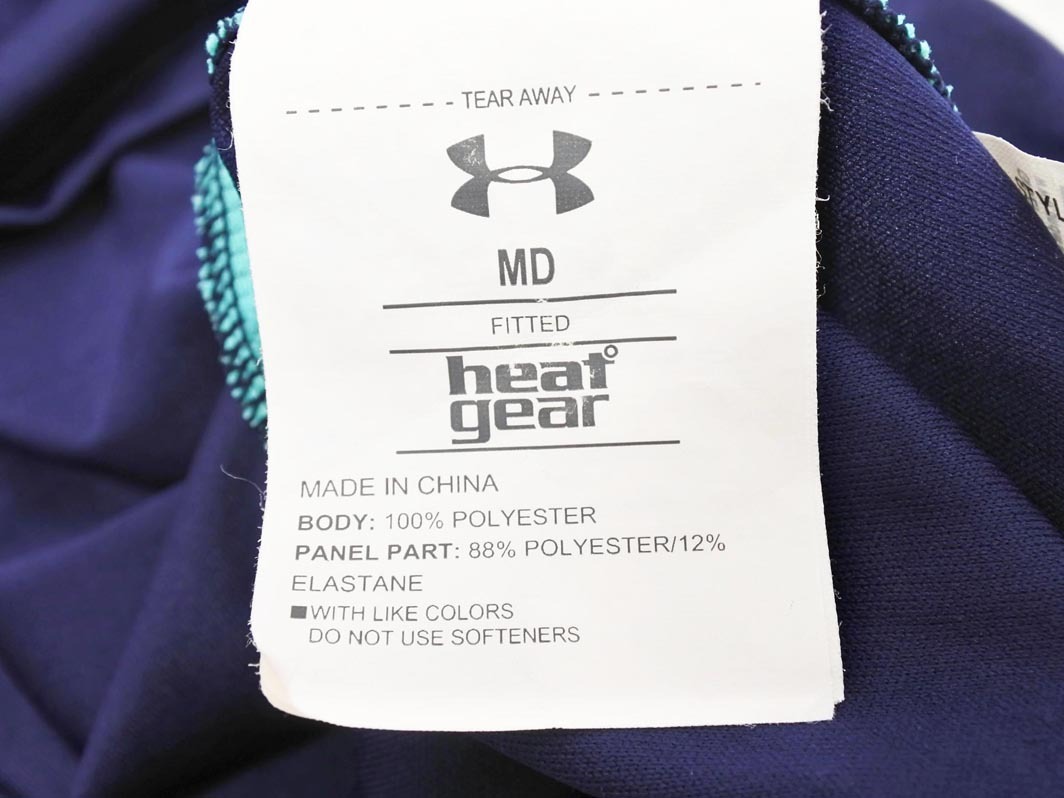 TEAR AWAY
MD
FITTED
heat
gear
MADE IN CHINA
BODY: 100% POLYESTER
PANEL PART: 88% POLYESTER/12%
ELASTANE
WITH LIKE COLORS
DO NOT USE SOFTENERS